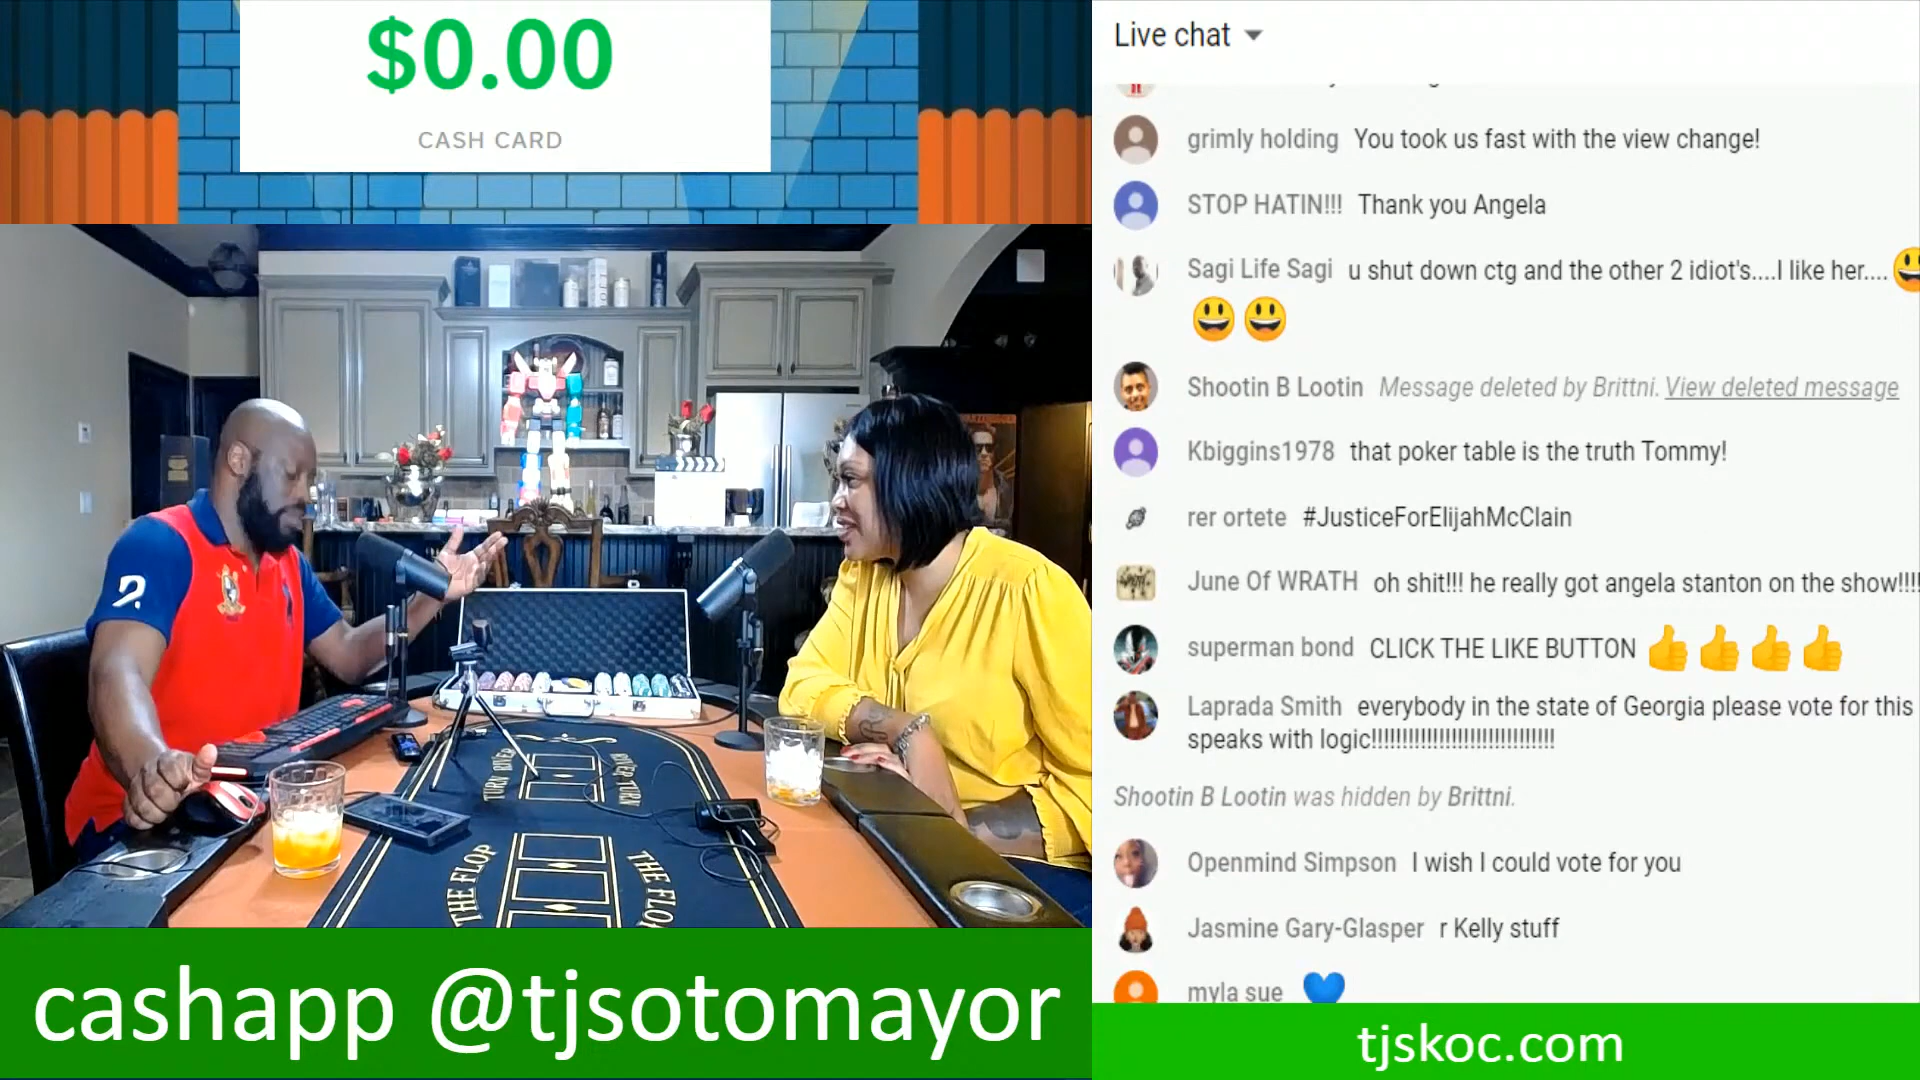 $0.00
CASH CARD
TURN RIVER
RIVER TURN
THE FLOP
THE FLOP
cashapp @tjsotomayor
Live chat
grimly holding You took us fast with the view change!
STOP HATIN!!! Thank you Angela
Sagi Life Sagi u shut down ctg and the other 2 idiot's....I like her.... 😃
😃😃
Shootin B Lootin Message deleted by Brittni. View deleted message
Kbiggins1978 that poker table is the truth Tommy!
rer ortete #JusticeForElijahMcClain
June Of WRATH oh shit!!! he really got angela stanton on the show!!!!
superman bond CLICK THE LIKE BUTTON 👍👍👍👍
Laprada Smith everybody in the state of Georgia please vote for this
speaks with logic!!!!!!!!!!!!!!!!!!!!!!!!!!!!!!
Shootin B Lootin was hidden by Brittni.
Openmind Simpson I wish I could vote for you
Jasmine Gary-Glasper r Kelly stuff
myla sue 💙
tjskoc.com